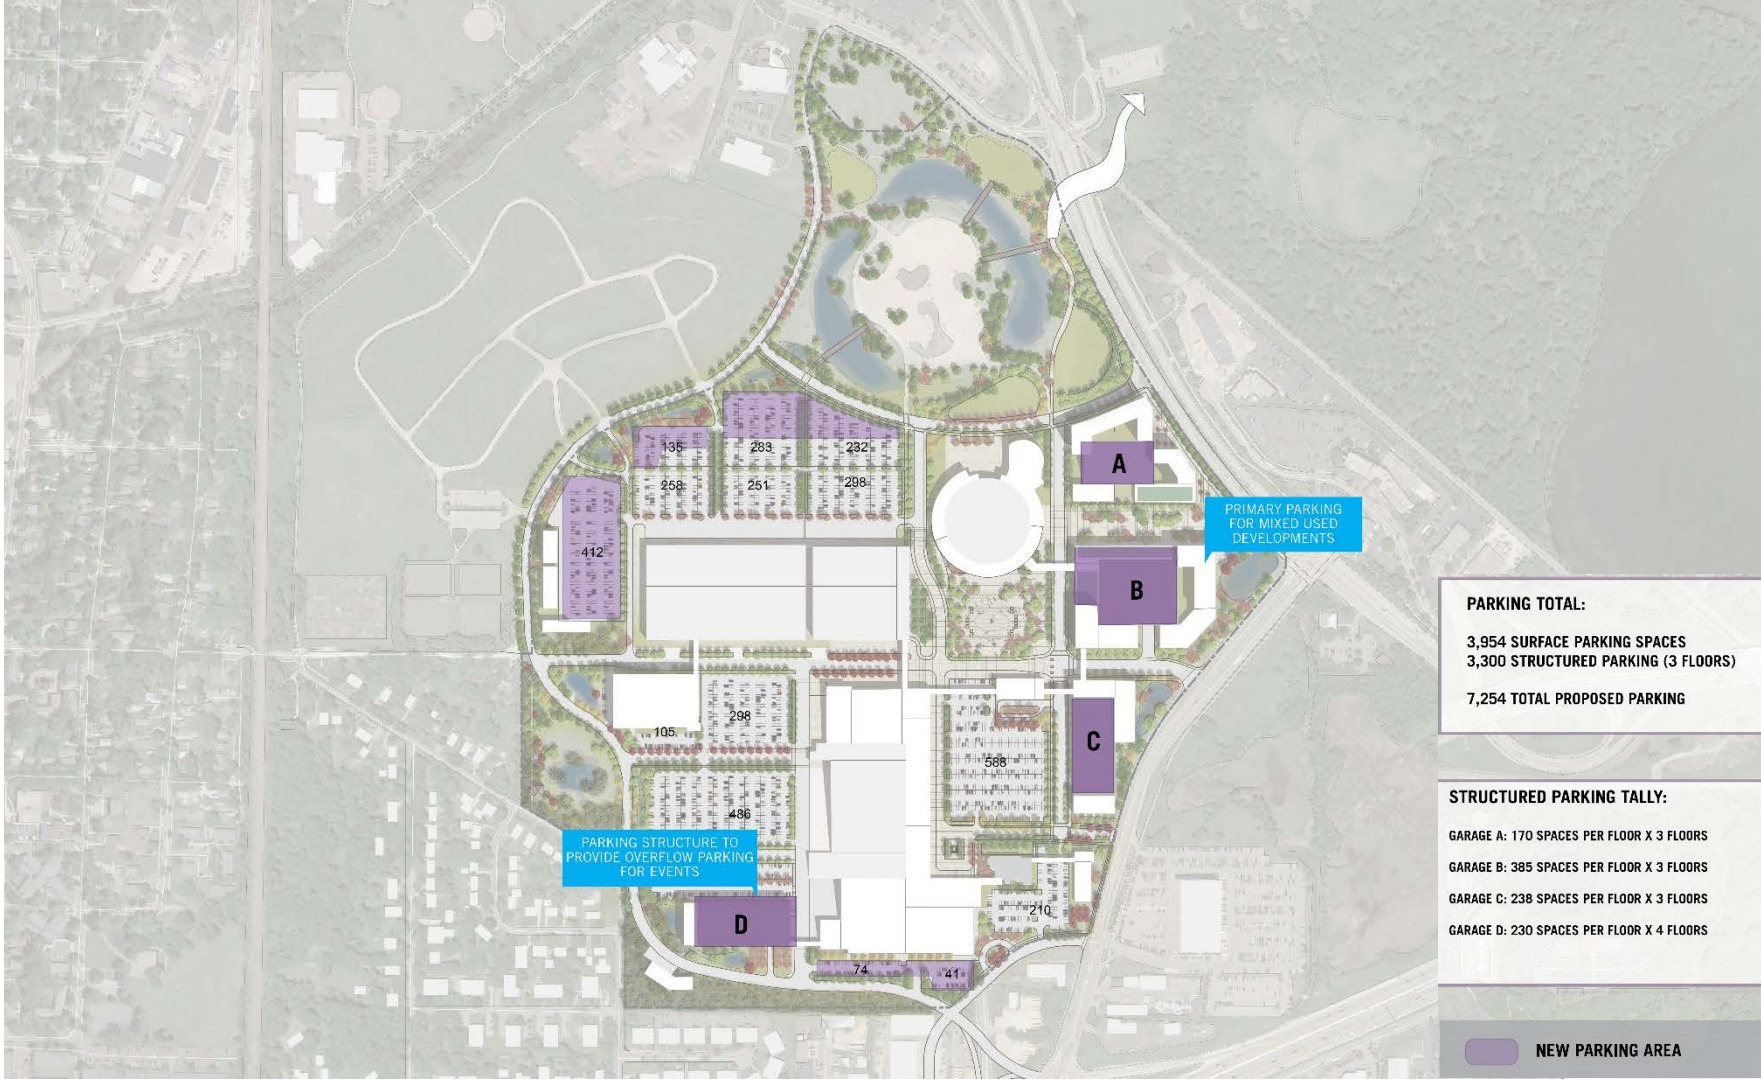 135
283
232
258
251
298
412
A
PRIMARY PARKING
FOR MIXED USED
DEVELOPMENTS
B
C
298
105
588
486
PARKING STRUCTURE TO
PROVIDE OVERFLOW PARKING
FOR EVENTS
D
210
74
41
PARKING TOTAL:
3,954 SURFACE PARKING SPACES
3,300 STRUCTURED PARKING (3 FLOORS)
7,254 TOTAL PROPOSED PARKING
STRUCTURED PARKING TALLY:
GARAGE A: 170 SPACES PER FLOOR X 3 FLOORS
GARAGE B: 385 SPACES PER FLOOR X 3 FLOORS
GARAGE C: 238 SPACES PER FLOOR X 3 FLOORS
GARAGE D: 230 SPACES PER FLOOR X 4 FLOORS
NEW PARKING AREA